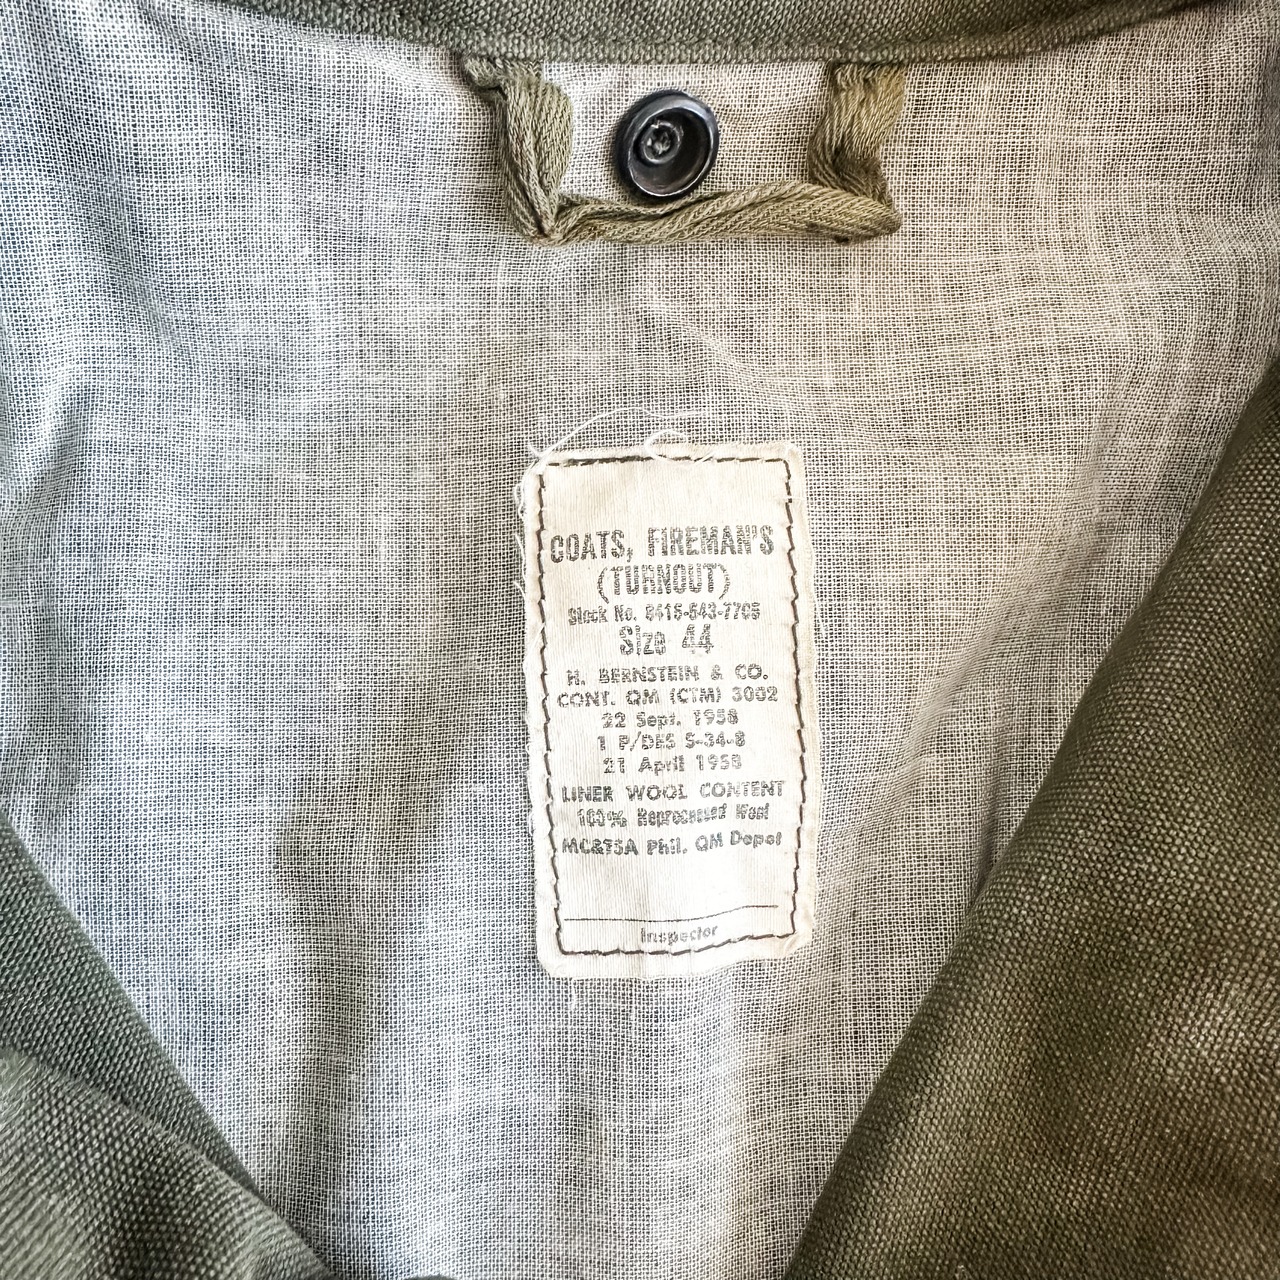 COATS, FIREMAN'S
(TURNOUT)
Stock No. 8415-543-7705
Size 44
H. BERNSTEIN & CO.
CONT. QM (CTM) 3002
22 Sept. 1958
1 P/DES S-34-8
21 April 1958
LINER WOOL CONTENT
100% Reprocessed Wool
MC&TSA Phil. QM Depot
Inspector